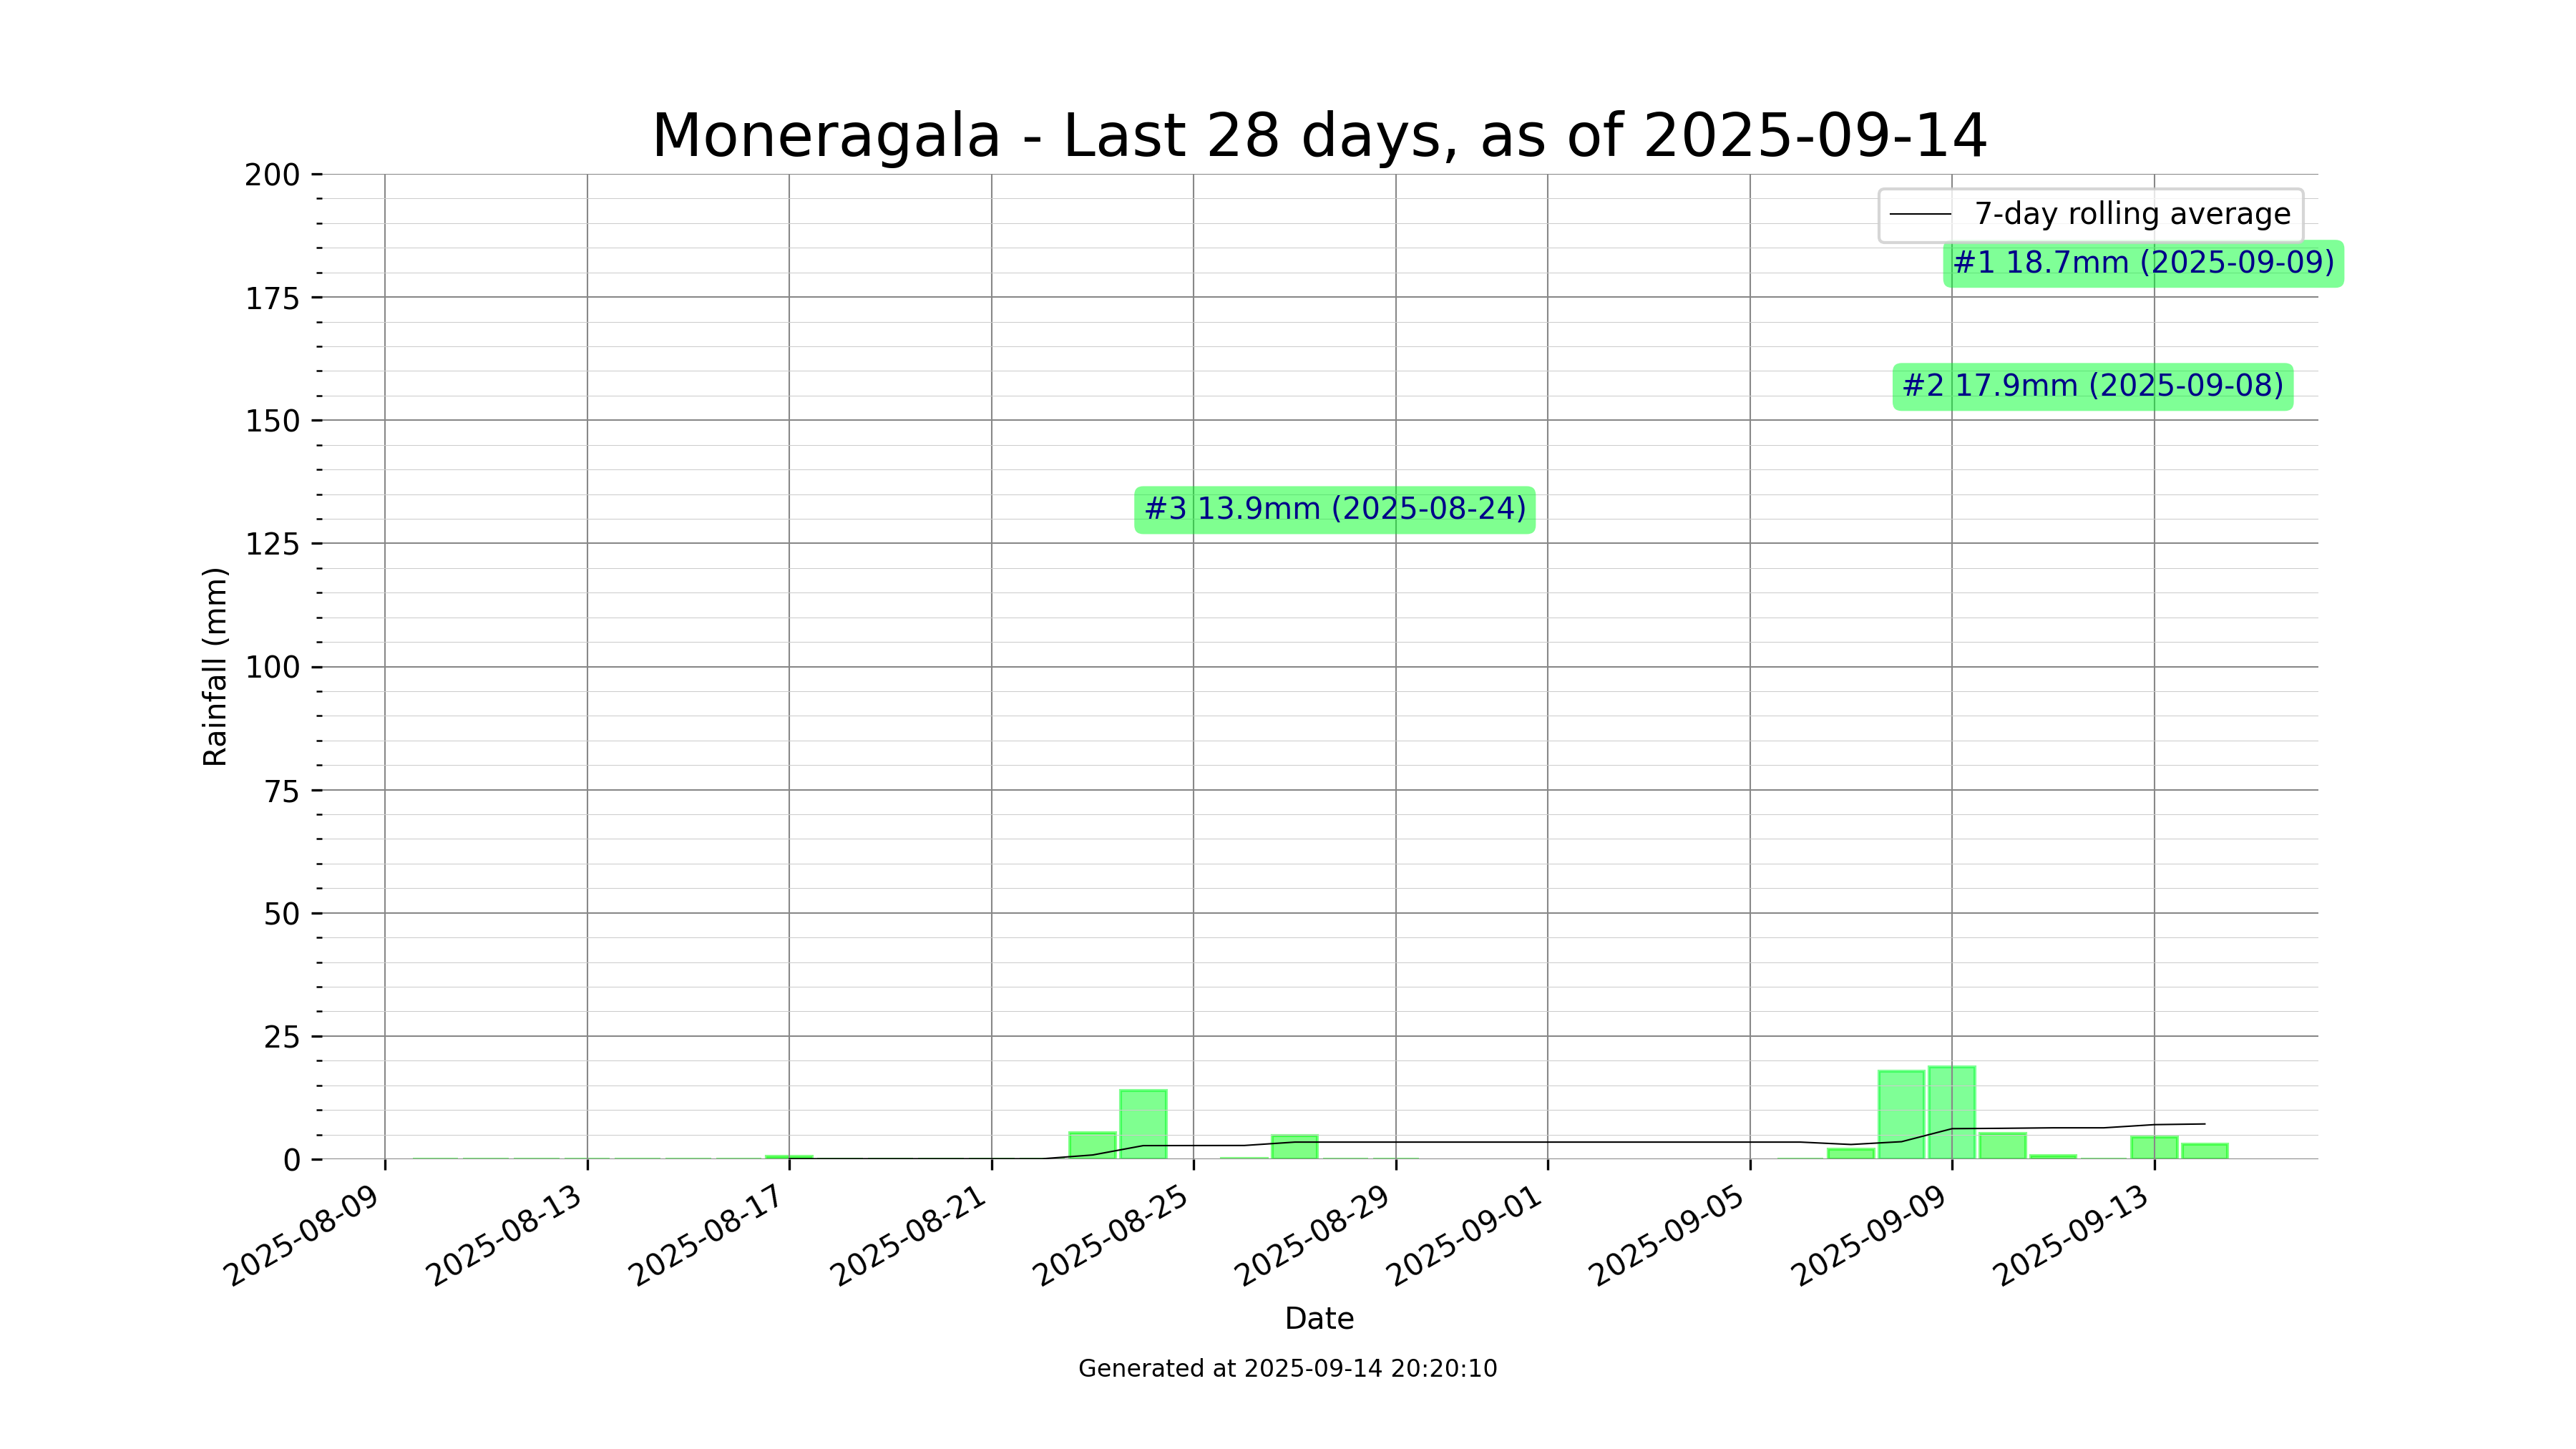 Moneragala - Last 28 days, as of 2025-09-14
200
175
150
125
100
75
50
25
0
Rainfall (mm)
7-day rolling average
#1 18.7mm (2025-09-09)
#2 17.9mm (2025-09-08)
#3 13.9mm (2025-08-24)
2025-08-09
2025-08-13
2025-08-17
2025-08-21
2025-08-25
2025-08-29
2025-09-01
2025-09-05
2025-09-09
2025-09-13
Date
Generated at 2025-09-14 20:20:10